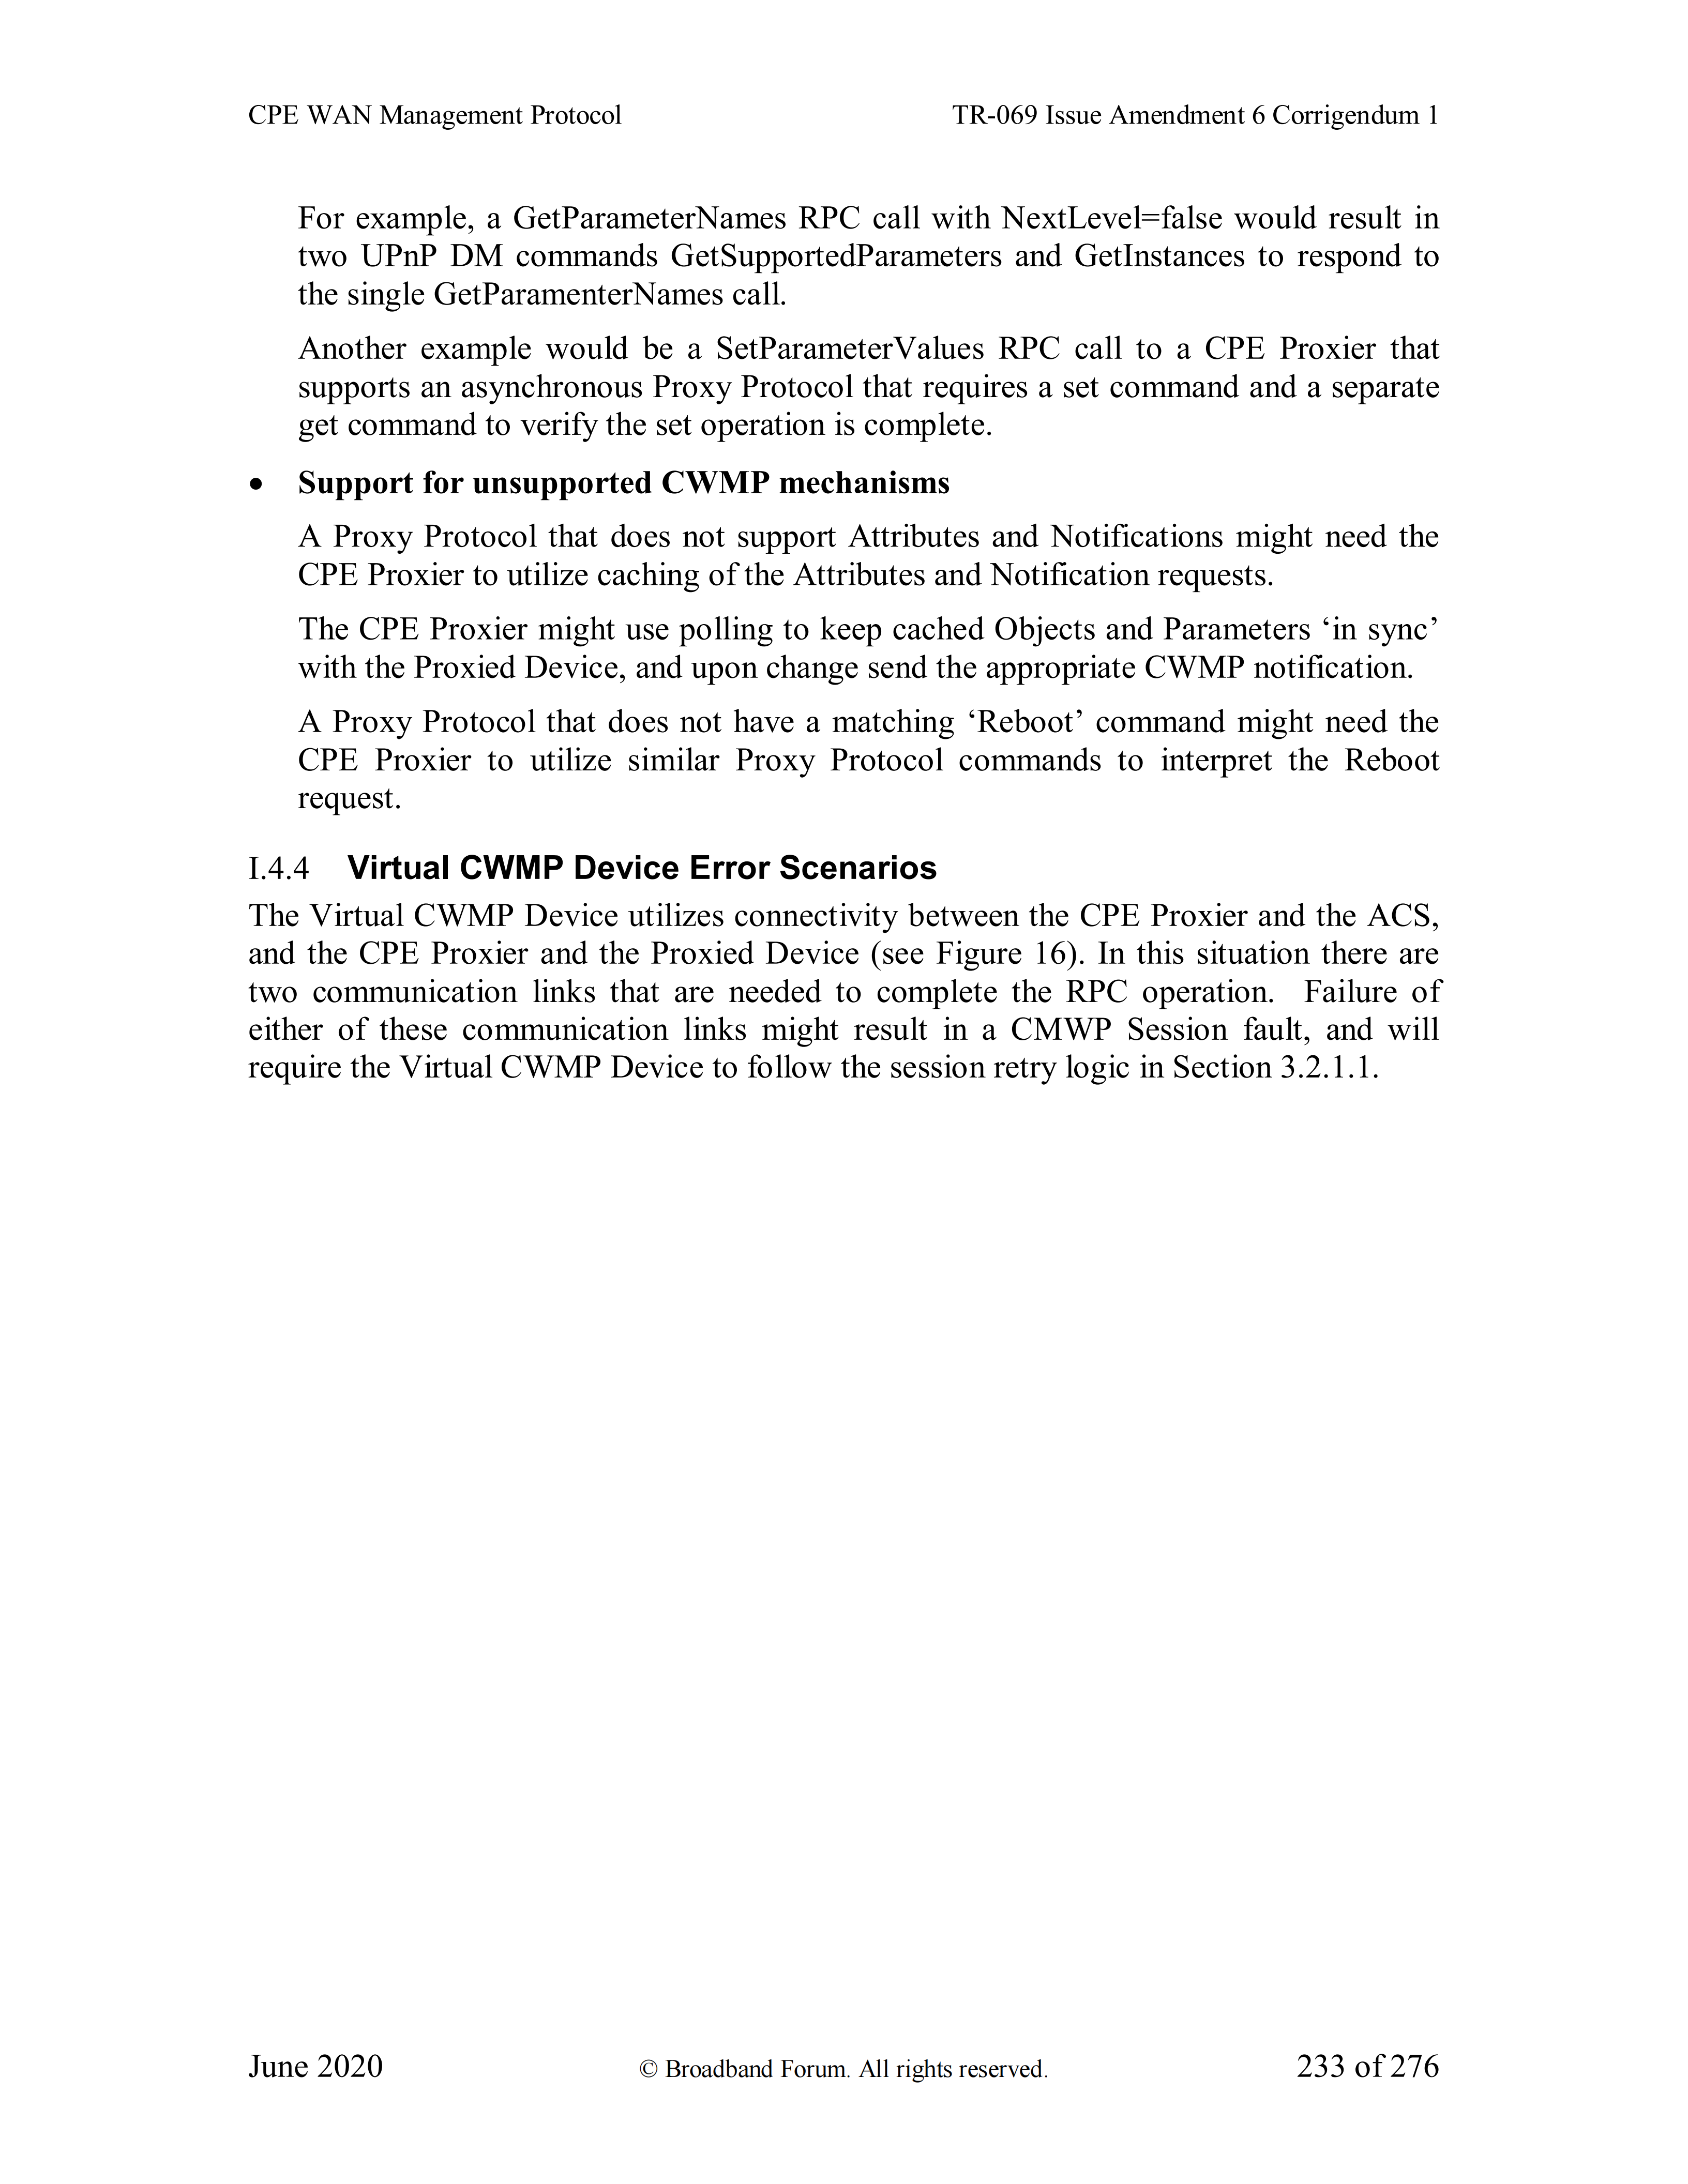 CPE WAN Management Protocol TR-069 Issue Amendment 6 Corrigendum 1
For example, a GetParameterNames RPC call with NextLevel=false would result in
two UPnP DM commands GetSupportedParameters and GetInstances to respond to
the single GetParamenterNames call.
Another example would be a SetParameterValues RPC call to a CPE Proxier that
supports an asynchronous Proxy Protocol that requires a set command and a separate
get command to verify the set operation is complete.
• Support for unsupported CWMP mechanisms
A Proxy Protocol that does not support Attributes and Notifications might need the
CPE Proxier to utilize caching of the Attributes and Notification requests.
The CPE Proxier might use polling to keep cached Objects and Parameters ‘in sync’
with the Proxied Device, and upon change send the appropriate CWMP notification.
A Proxy Protocol that does not have a matching ‘Reboot’ command might need the
CPE Proxier to utilize similar Proxy Protocol commands to interpret the Reboot
request.
I.4.4 Virtual CWMP Device Error Scenarios
The Virtual CWMP Device utilizes connectivity between the CPE Proxier and the ACS,
and the CPE Proxier and the Proxied Device (see Figure 16). In this situation there are
two communication links that are needed to complete the RPC operation. Failure of
either of these communication links might result in a CMWP Session fault, and will
require the Virtual CWMP Device to follow the session retry logic in Section 3.2.1.1.
June 2020 © Broadband Forum. All rights reserved. 233 of 276